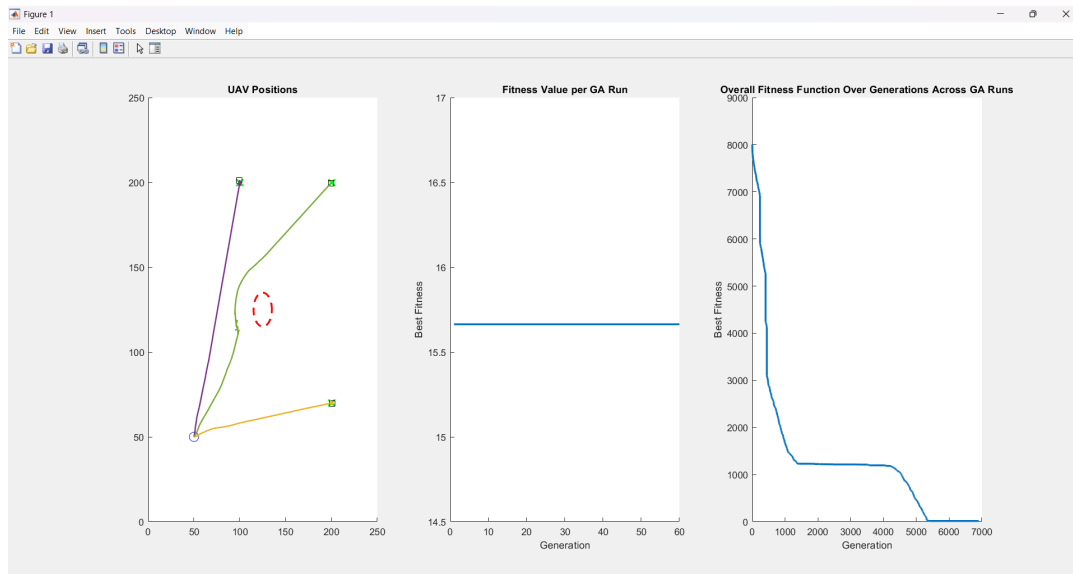 Figure 1
File Edit View Insert Tools Desktop Window Help
UAV Positions
250
200
150
100
50
0
0 50 100 150 200 250
Fitness Value per GA Run
17
16.5
16
15.5
15
14.5
Best Fitness
0 10 20 30 40 50 60
Generation
Overall Fitness Function Over Generations Across GA Runs
9000
8000
7000
6000
5000
4000
3000
2000
1000
0
Best Fitness
0 1000 2000 3000 4000 5000 6000 7000
Generation